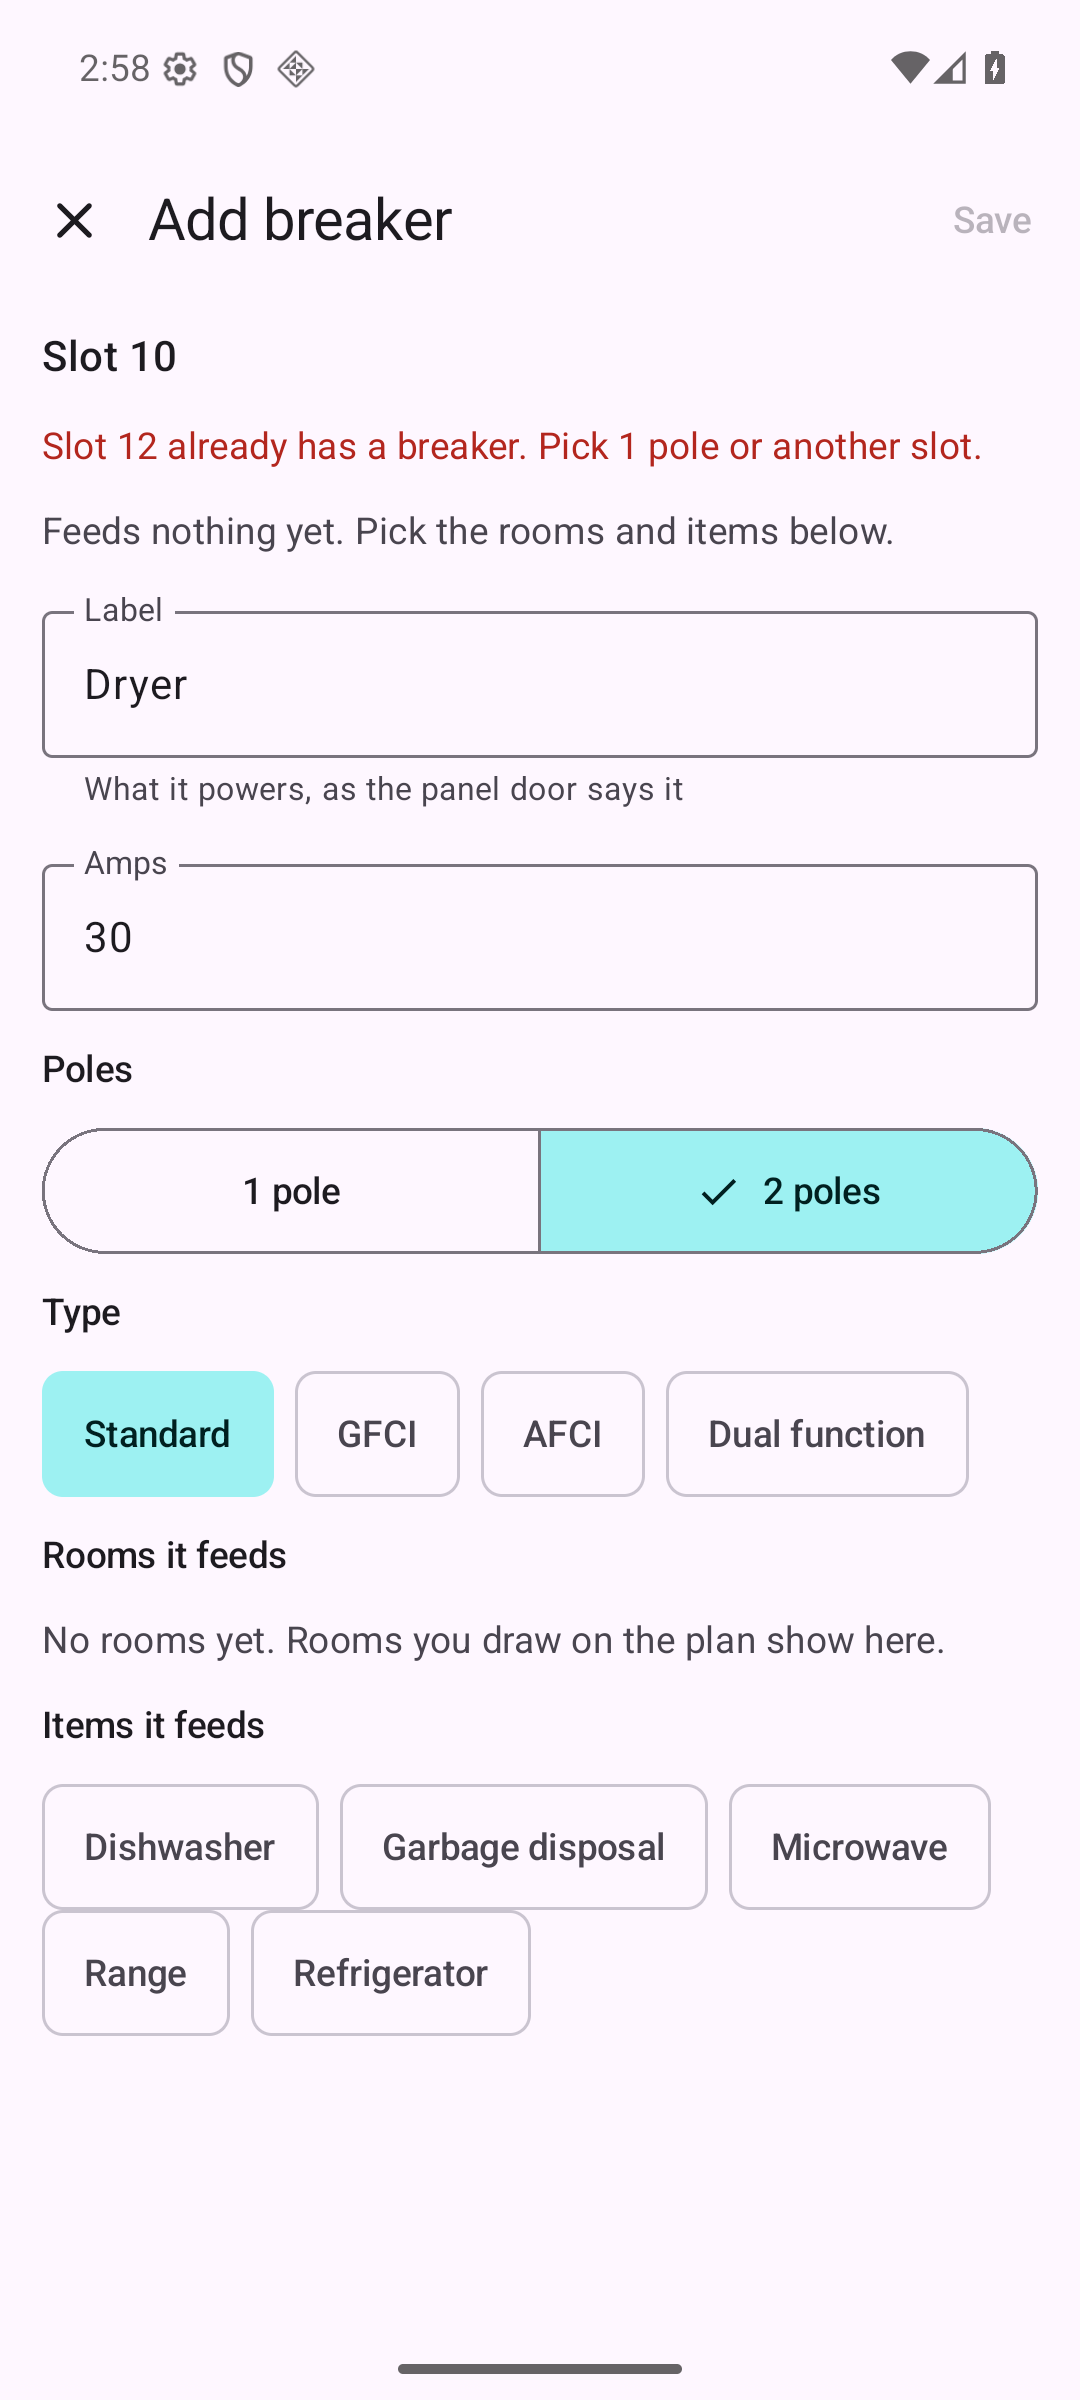 2:58
Add breaker
Save
Slot 10
Slot 12 already has a breaker. Pick 1 pole or another slot.
Feeds nothing yet. Pick the rooms and items below.
Label
Dryer
What it powers, as the panel door says it
Amps
30
Poles
1 pole
2 poles
Type
Standard
GFCI
AFCI
Dual function
Rooms it feeds
No rooms yet. Rooms you draw on the plan show here.
Items it feeds
Dishwasher
Garbage disposal
Microwave
Range
Refrigerator